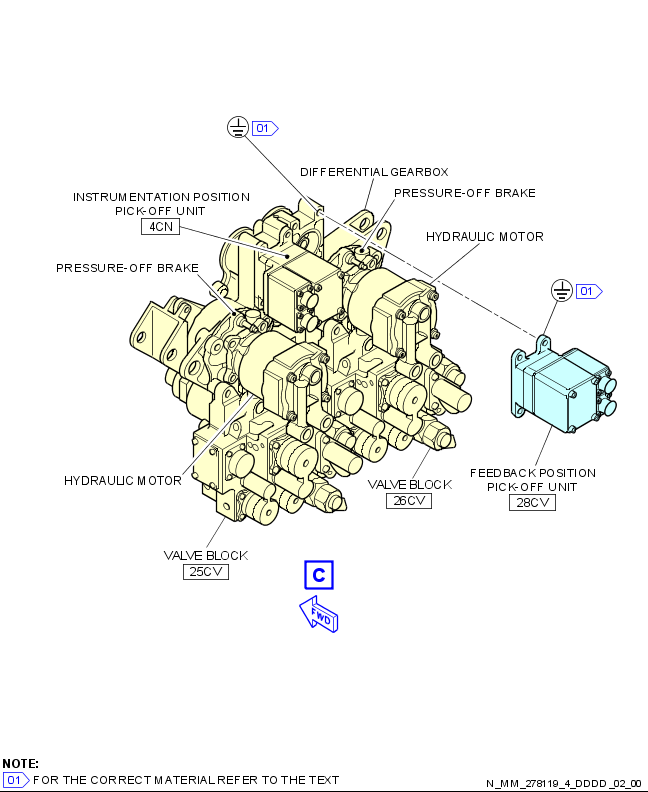 01
DIFFERENTIAL GEARBOX
INSTRUMENTATION POSITION
PICK-OFF UNIT
4CN
PRESSURE-OFF BRAKE
HYDRAULIC MOTOR
PRESSURE-OFF BRAKE
01
HYDRAULIC MOTOR
VALVE BLOCK
26CV
FEEDBACK POSITION
PICK-OFF UNIT
28CV
VALVE BLOCK
25CV
C
FWD
NOTE:
01 FOR THE CORRECT MATERIAL REFER TO THE TEXT
N_MM_278119_4_DDDD_02_00